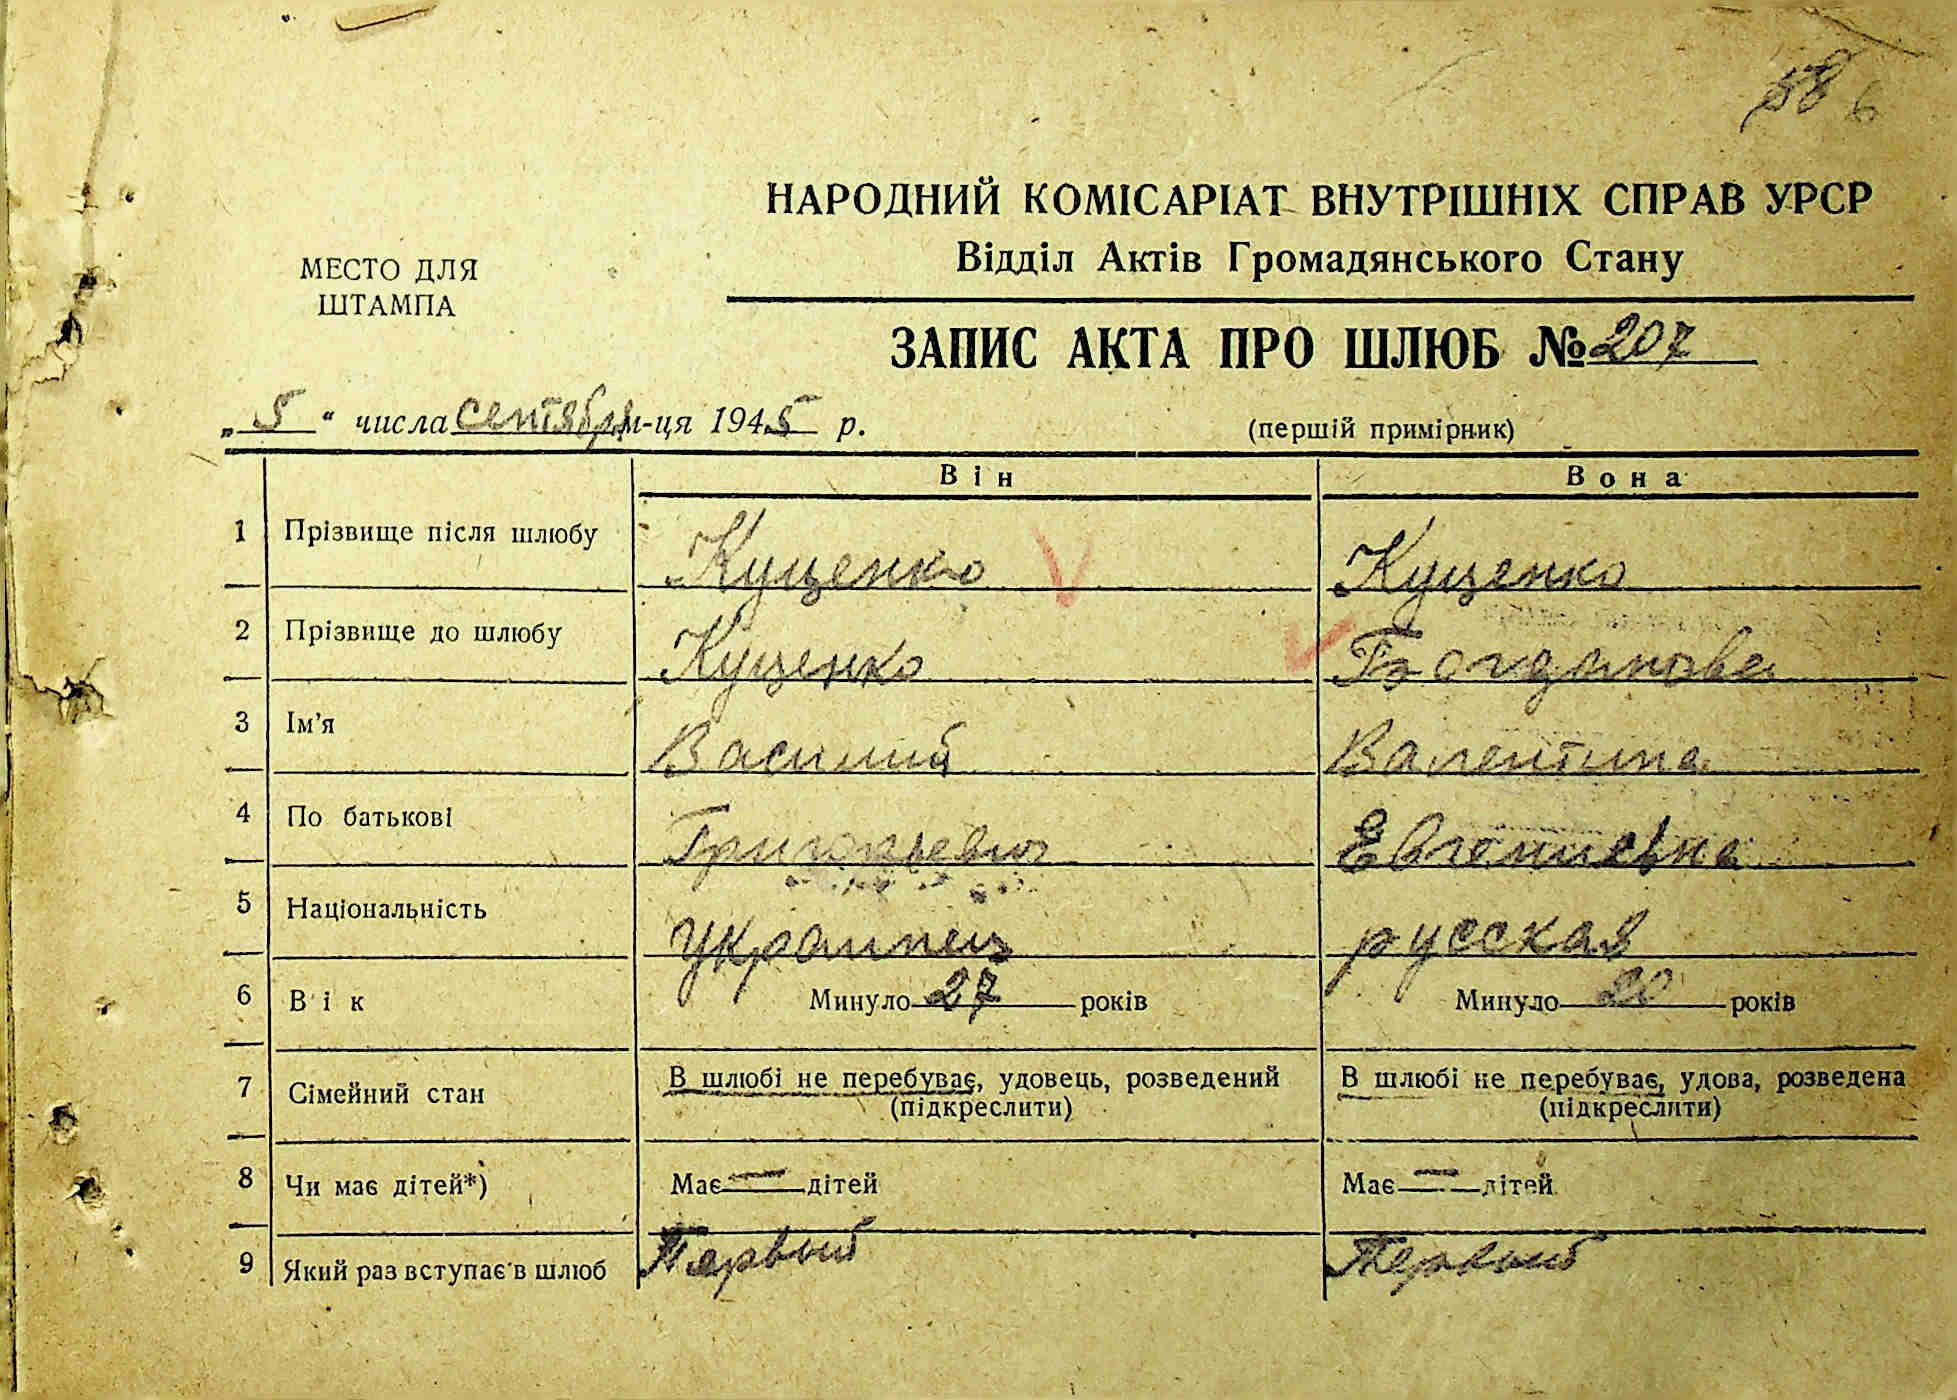 58 6
НАРОДНИЙ КОМІСАРІАТ ВНУТРІШНІХ СПРАВ УРСР
Відділ Актів Громадянського Стану
МЕСТО ДЛЯ
ШТАМПА
ЗАПИС АКТА ПРО ШЛЮБ № 207
„5“ числа сентября м-ця 1945 р. (першій примірник)
Він Вона
1 Прізвище після шлюбу Куценко Куценко
2 Прізвище до шлюбу Куценко Богданова
3 Ім'я Василий Валентина
4 По батькові Григорьевич Евгениевна
5 Національність украинец русская
6 Вік Минуло 27 років Минуло 20 років
7 Сімейний стан В шлюбі не перебуває, удовець, розведений (підкреслити) В шлюбі не перебуває, удова, розведена (підкреслити)
8 Чи має дітей*) Має — дітей Має — дітей
9 Який раз вступає в шлюб Первый Первый